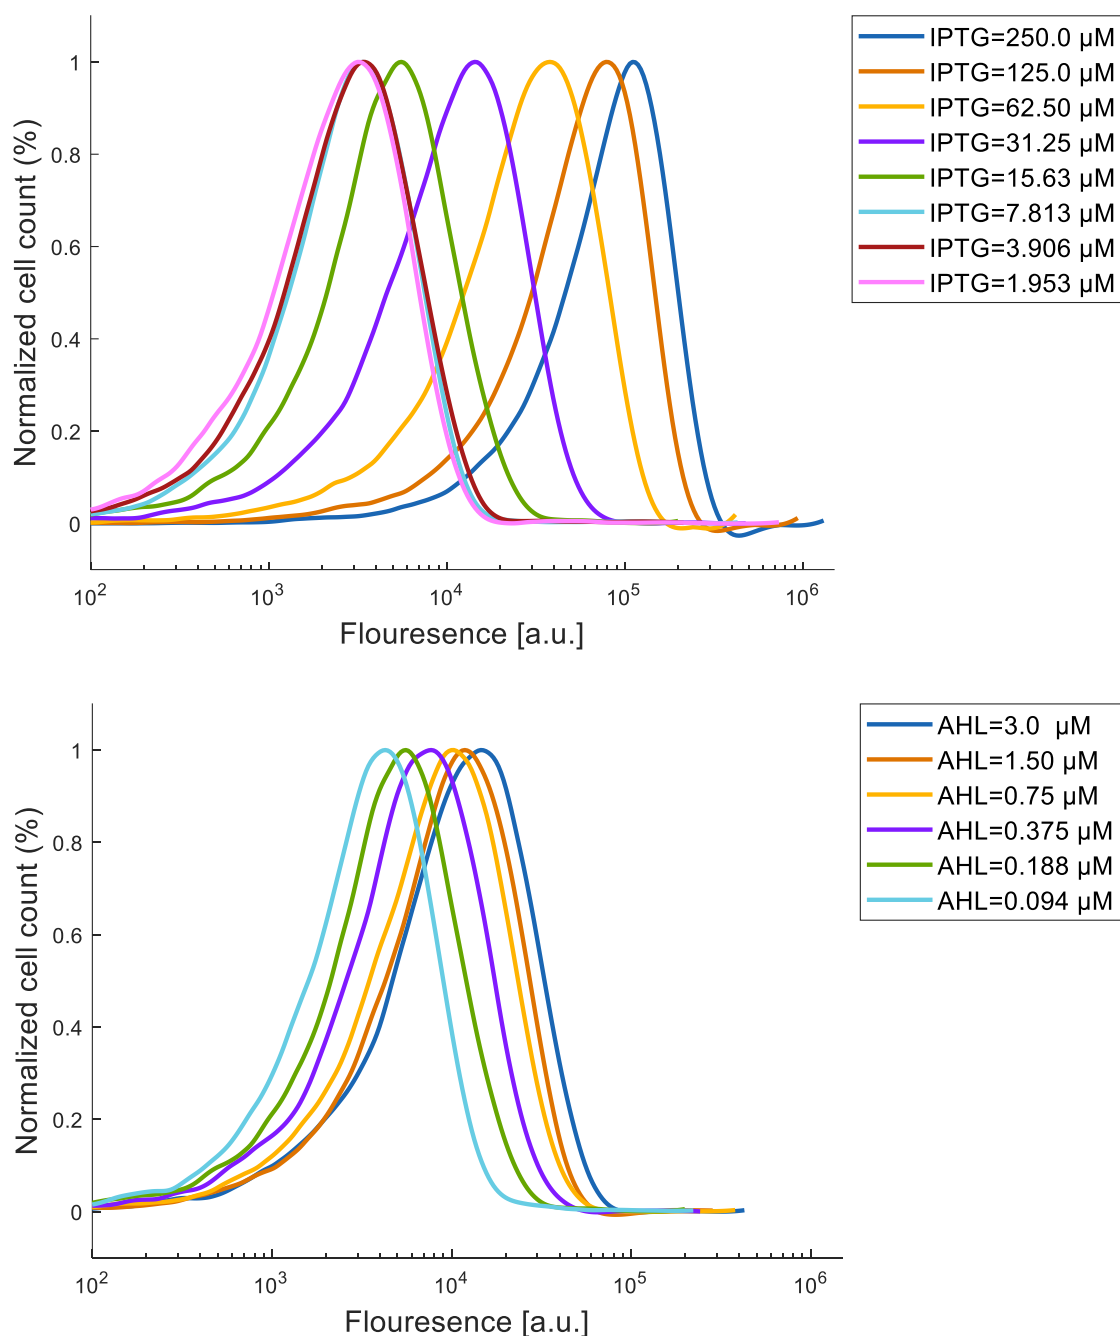 IPTG=250.0 µM
IPTG=125.0 µM
IPTG=62.50 µM
IPTG=31.25 µM
IPTG=15.63 µM
IPTG=7.813 µM
IPTG=3.906 µM
IPTG=1.953 µM
Normalized cell count (%)
1
0.8
0.6
0.4
0.2
0
10^2
10^3
10^4
10^5
10^6
Flouresence [a.u.]
AHL=3.0 µM
AHL=1.50 µM
AHL=0.75 µM
AHL=0.375 µM
AHL=0.188 µM
AHL=0.094 µM
Normalized cell count (%)
1
0.8
0.6
0.4
0.2
0
10^2
10^3
10^4
10^5
10^6
Flouresence [a.u.]